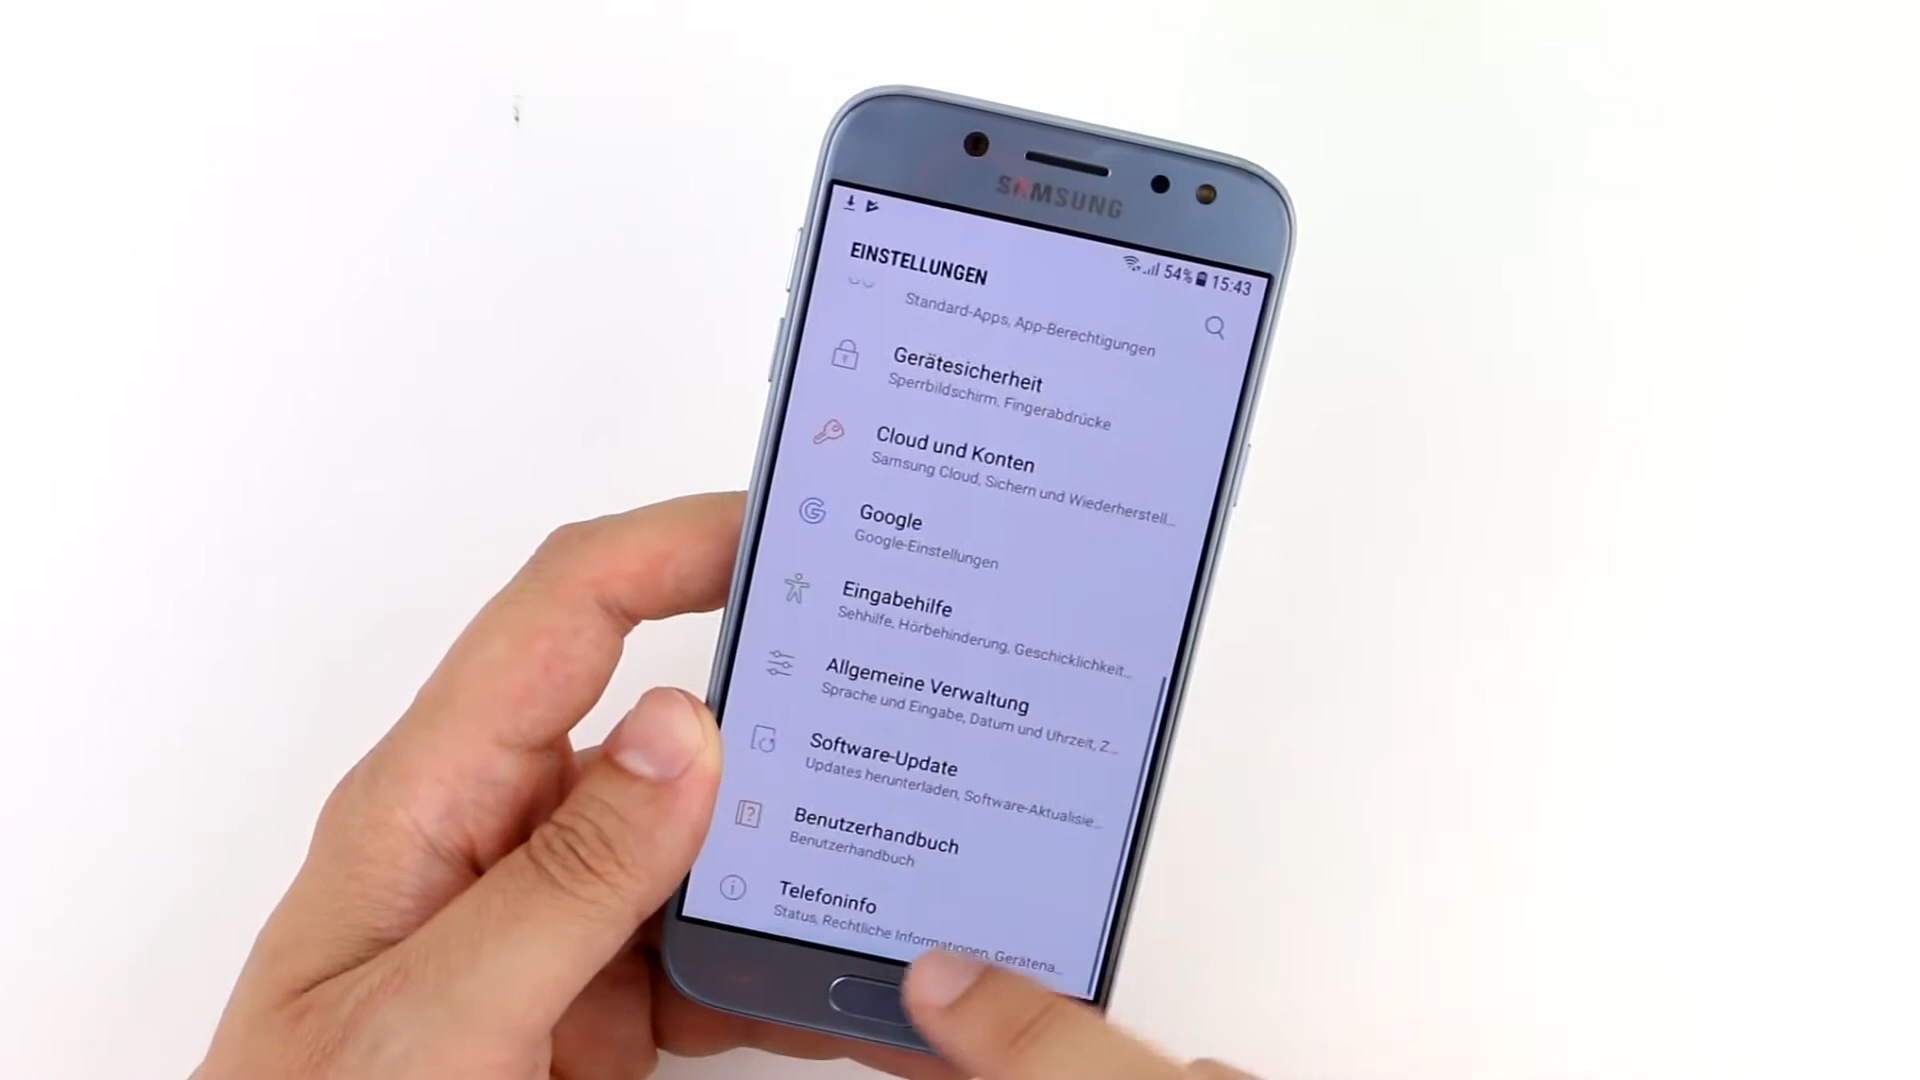 SAMSUNG
54% 15:43
EINSTELLUNGEN
Standard-Apps, App-Berechtigungen
Gerätesicherheit
Sperrbildschirm, Fingerabdrücke
Cloud und Konten
Samsung Cloud, Sichern und Wiederherstell...
Google
Google-Einstellungen
Eingabehilfe
Sehhilfe, Hörbehinderung, Geschicklichkeit...
Allgemeine Verwaltung
Sprache und Eingabe, Datum und Uhrzeit, Z...
Software-Update
Updates herunterladen, Software-Aktualisie...
Benutzerhandbuch
Benutzerhandbuch
Telefoninfo
Status, Rechtliche Informationen, Gerätena...